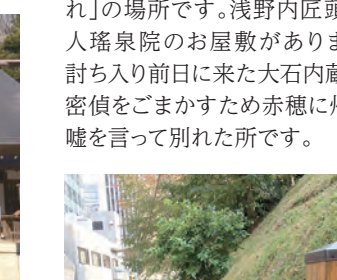 れ」の場所です。浅野内匠頭
人瑤泉院のお屋敷がありま
討ち入り前日に来た大石内蔵
密偵をごまかすため赤穂に
嘘を言って別れた所です。